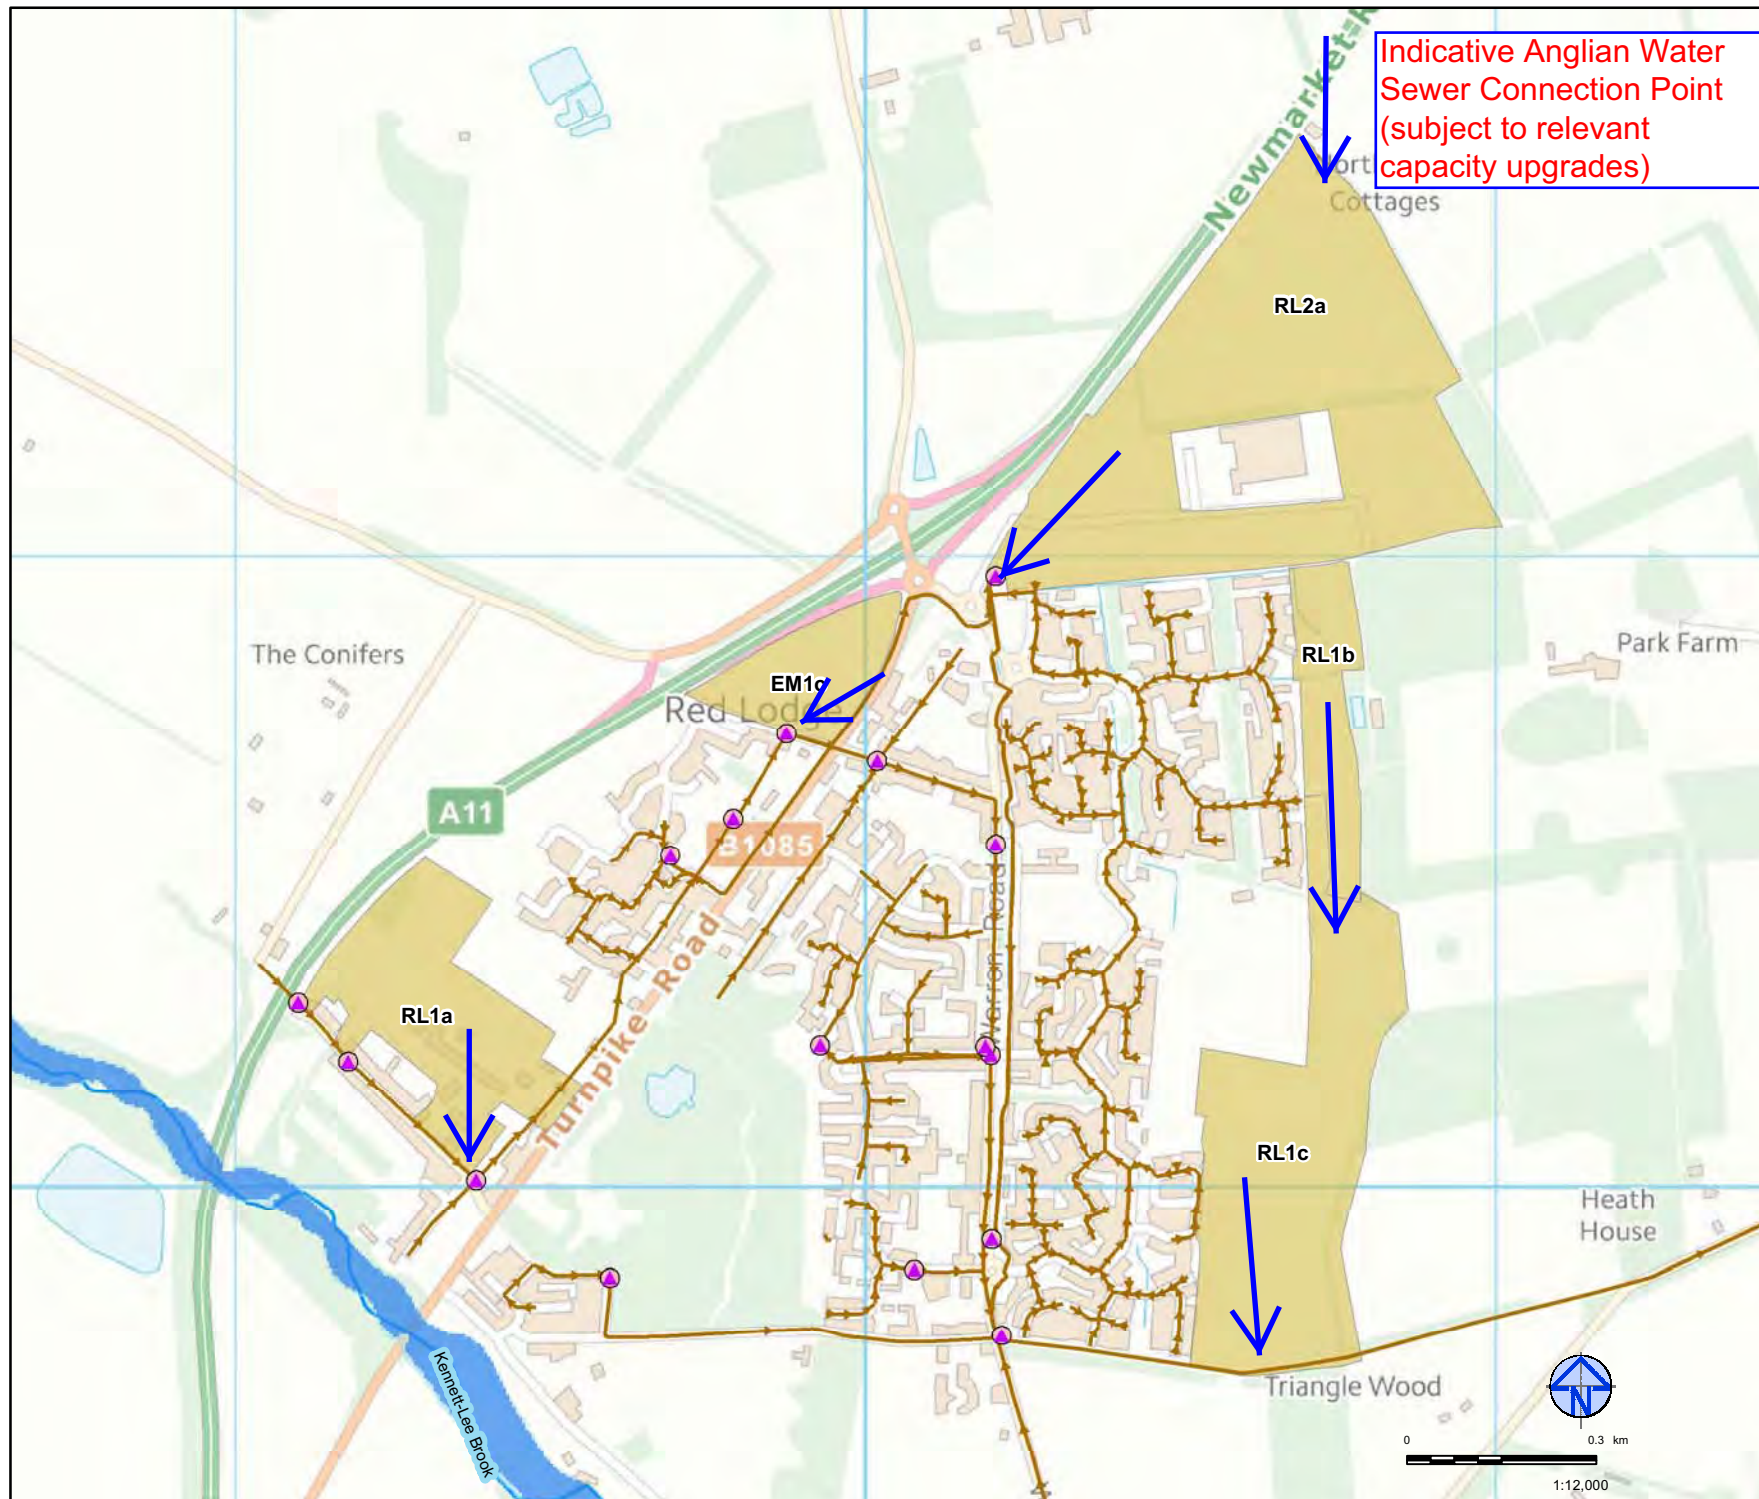 Indicative Anglian Water
Sewer Connection Point
(subject to relevant
capacity upgrades)
Cottages
RL2a
The Conifers
EM1c
Red Lodge
RL1b
Park Farm
A11
B1085
Warren Road
Turnpike Road
RL1a
RL1c
Heath
House
Kennett-Lee Brook
Triangle Wood
N
0 0.3 km
1:12,000